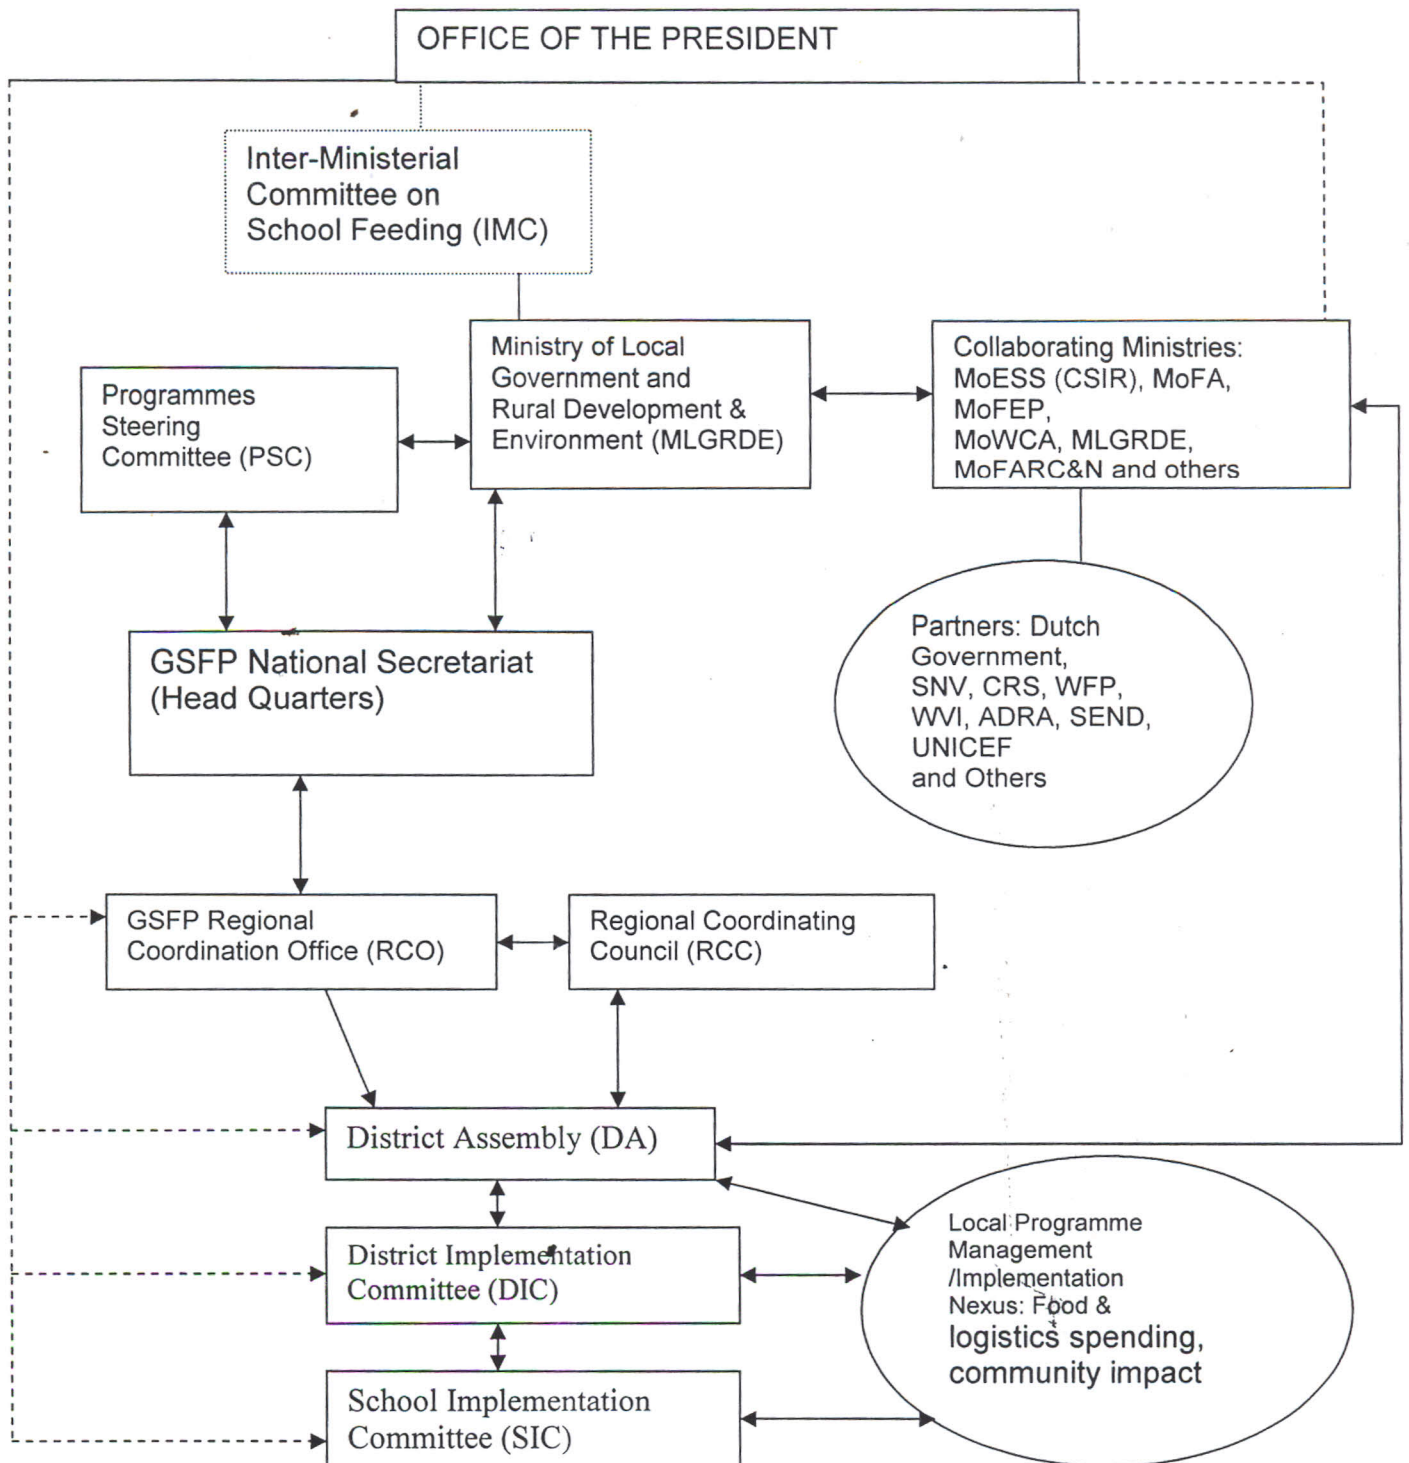 OFFICE OF THE PRESIDENT
Inter-Ministerial
Committee on
School Feeding (IMC)
Ministry of Local
Government and
Rural Development &
Environment (MLGRDE)
Collaborating Ministries:
MoESS (CSIR), MoFA,
MoFEP,
MoWCA, MLGRDE,
MoFARC&N and others
Programmes
Steering
Committee (PSC)
Partners: Dutch
Government,
SNV, CRS, WFP,
WVI, ADRA, SEND,
UNICEF
and Others
GSFP National Secretariat
(Head Quarters)
GSFP Regional
Coordination Office (RCO)
Regional Coordinating
Council (RCC)
District Assembly (DA)
Local Programme
Management
/Implementation
Nexus: Food &
logistics spending,
community impact
District Implementation
Committee (DIC)
School Implementation
Committee (SIC)